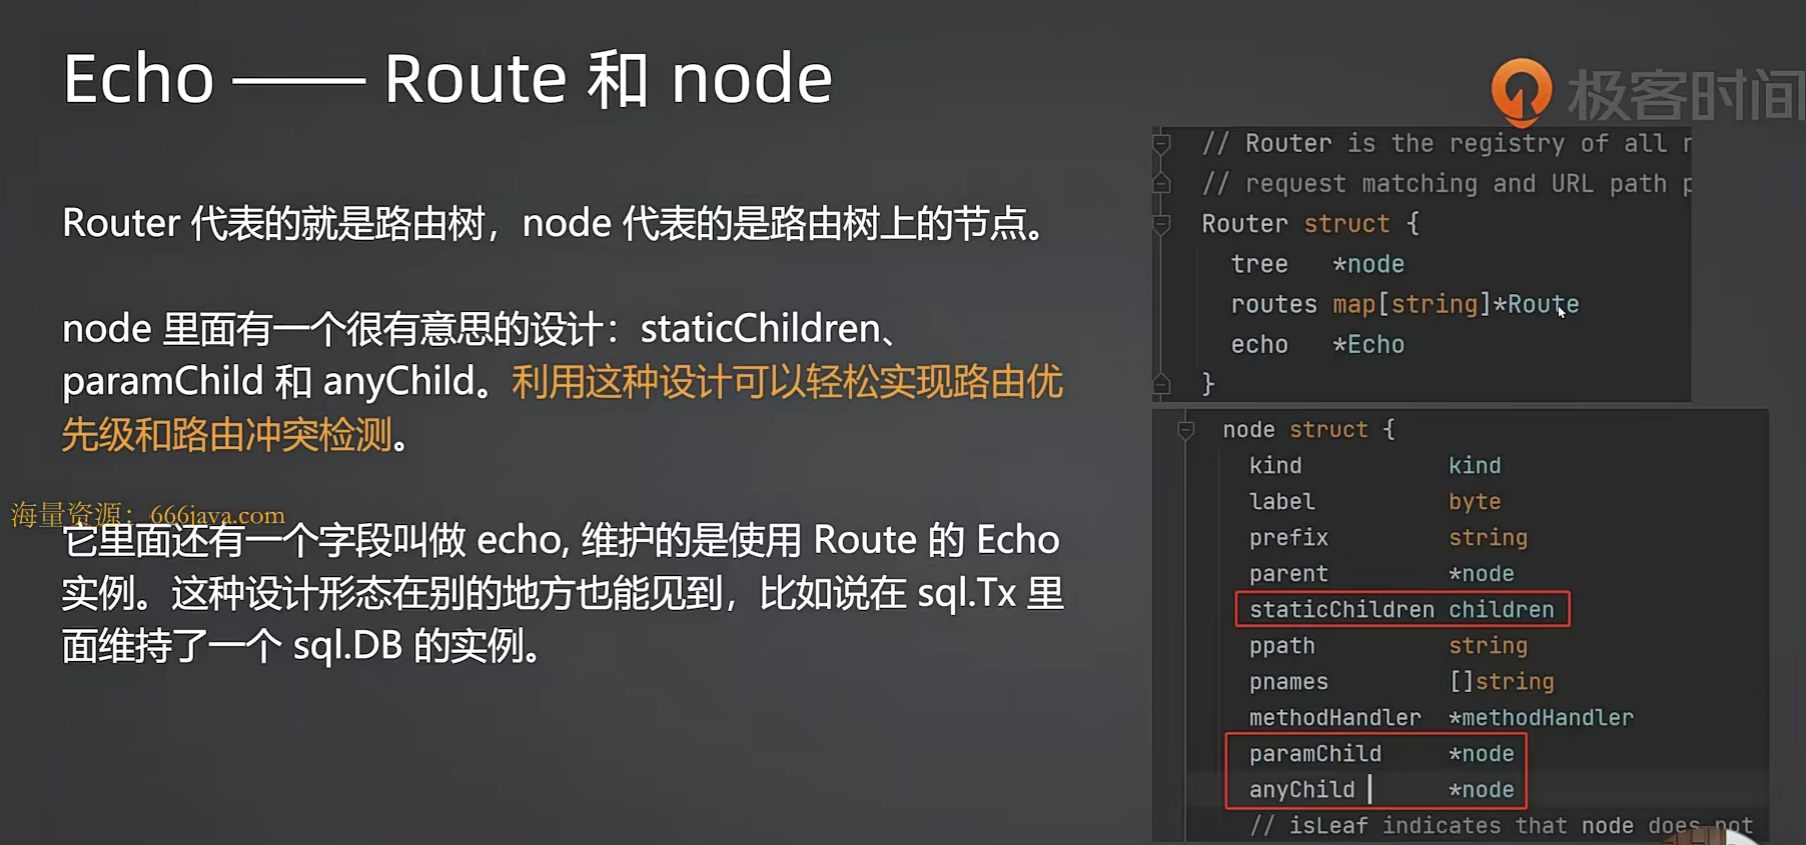 Echo —— Route 和 node
极客时间
Router 代表的就是路由树，node 代表的是路由树上的节点。
node 里面有一个很有意思的设计：staticChildren、
paramChild 和 anyChild。利用这种设计可以轻松实现路由优
先级和路由冲突检测。
海量资源：666java.com
它里面还有一个字段叫做 echo, 维护的是使用 Route 的 Echo
实例。这种设计形态在别的地方也能见到，比如说在 sql.Tx 里
面维持了一个 sql.DB 的实例。
// Router is the registry of all
// request matching and URL path
Router struct {
tree *node
routes map[string]*Route
echo *Echo
}
node struct {
kind kind
label byte
prefix string
parent *node
staticChildren children
ppath string
pnames []string
methodHandler *methodHandler
paramChild *node
anyChild *node
// isLeaf indicates that node does not